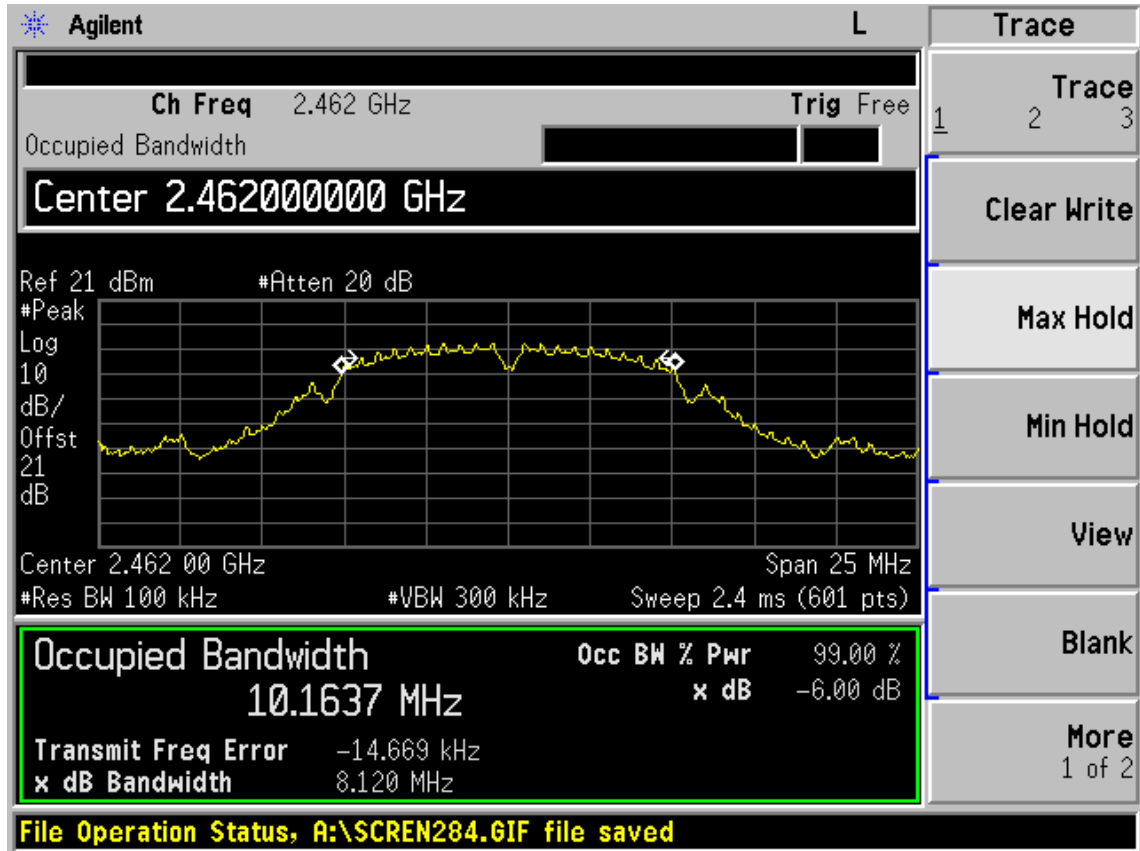 Agilent L
Ch Freq 2.462 GHz Trig Free
Occupied Bandwidth
Center 2.462000000 GHz
Ref 21 dBm #Atten 20 dB
#Peak
Log
10
dB/
Offst
21
dB
Center 2.462 00 GHz Span 25 MHz
#Res BW 100 kHz #VBW 300 kHz Sweep 2.4 ms (601 pts)
Occupied Bandwidth Occ BW % Pwr 99.00 %
10.1637 MHz x dB -6.00 dB
Transmit Freq Error -14.669 kHz
x dB Bandwidth 8.120 MHz
File Operation Status, A:\SCREN284.GIF file saved
Trace
Trace
1 2 3
Clear Write
Max Hold
Min Hold
View
Blank
More
1 of 2